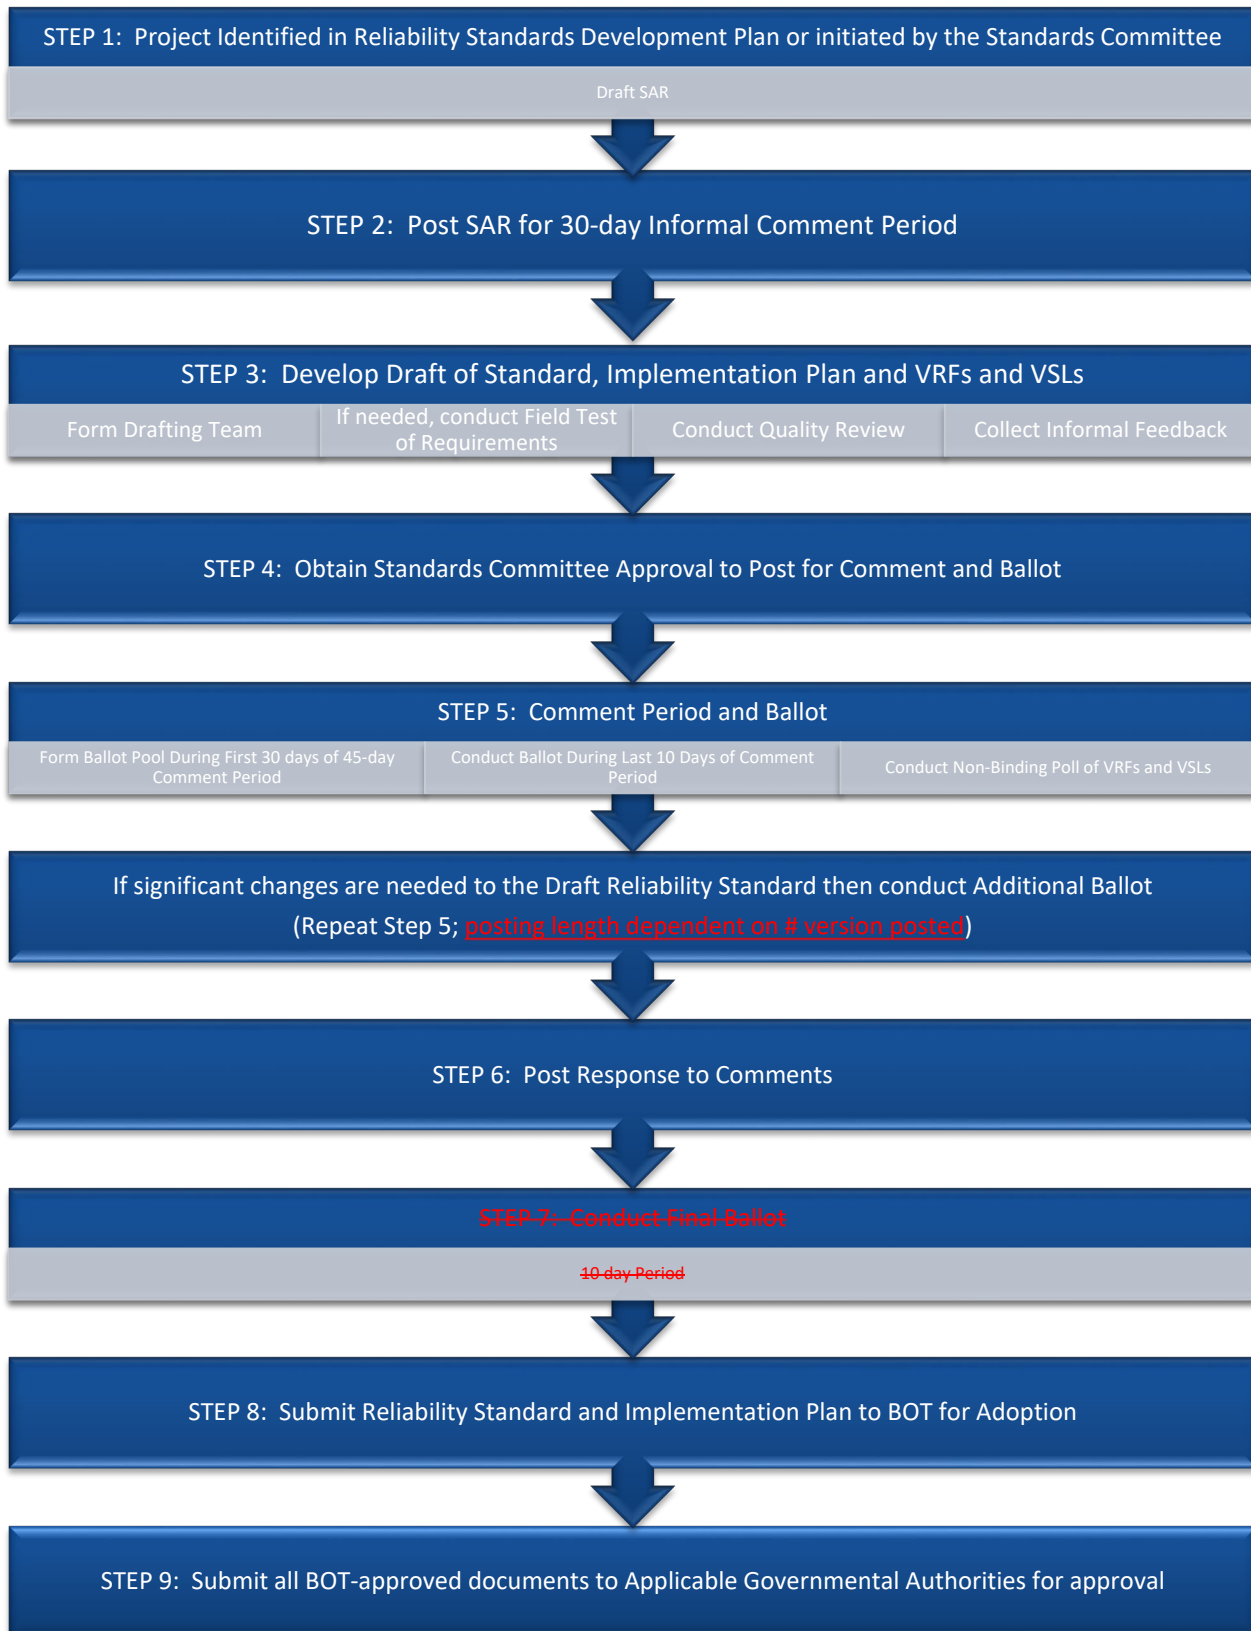 STEP 1: Project Identified in Reliability Standards Development Plan or initiated by the Standards Committee
Draft SAR
STEP 2: Post SAR for 30-day Informal Comment Period
STEP 3: Develop Draft of Standard, Implementation Plan and VRFs and VSLs
Form Drafting Team
If needed, conduct Field Test
of Requirements
Conduct Quality Review
Collect Informal Feedback
STEP 4: Obtain Standards Committee Approval to Post for Comment and Ballot
STEP 5: Comment Period and Ballot
Form Ballot Pool During First 30 days of 45-day
Comment Period
Conduct Ballot During Last 10 Days of Comment
Period
Conduct Non-Binding Poll of VRFs and VSLs
If significant changes are needed to the Draft Reliability Standard then conduct Additional Ballot
(Repeat Step 5; posting length dependent on # version posted)
STEP 6: Post Response to Comments
STEP 7: Conduct Final Ballot
10 day Period
STEP 8: Submit Reliability Standard and Implementation Plan to BOT for Adoption
STEP 9: Submit all BOT-approved documents to Applicable Governmental Authorities for approval